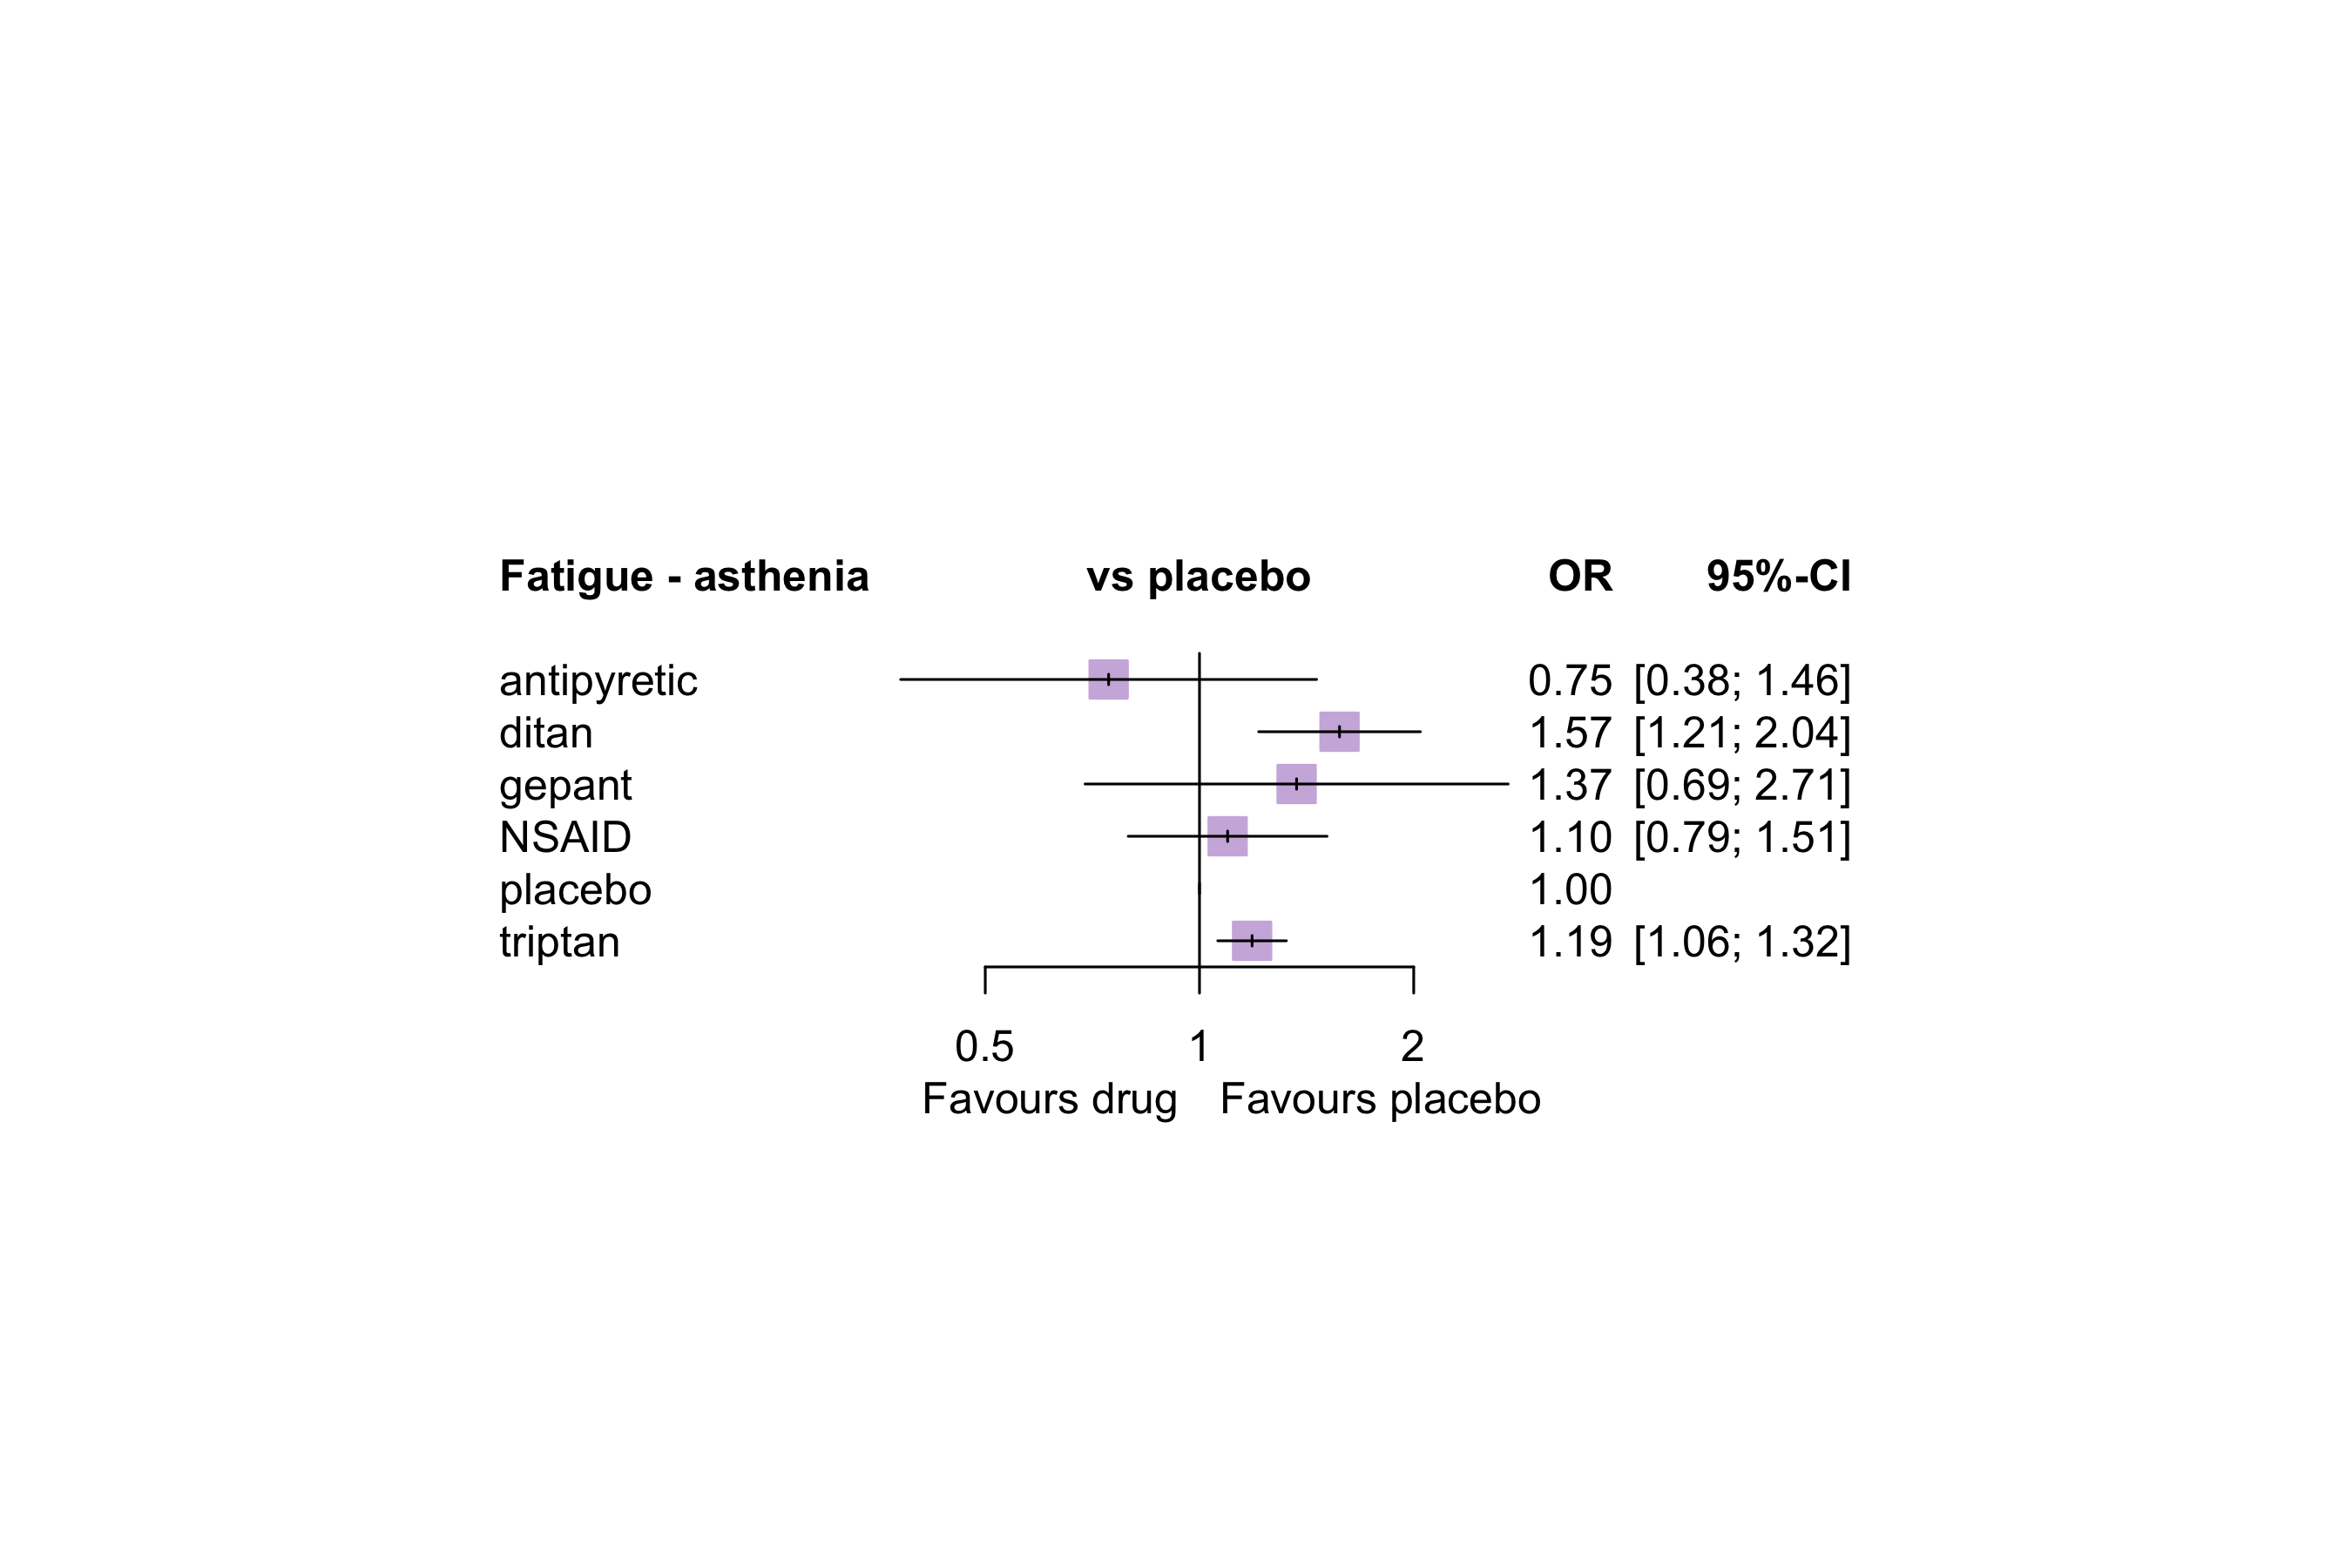 Fatigue - asthenia vs placebo OR 95%-CI
antipyretic 0.75 [0.38; 1.46]
ditan 1.57 [1.21; 2.04]
gepant 1.37 [0.69; 2.71]
NSAID 1.10 [0.79; 1.51]
placebo 1.00
triptan 1.19 [1.06; 1.32]
0.5 1 2
Favours drug Favours placebo